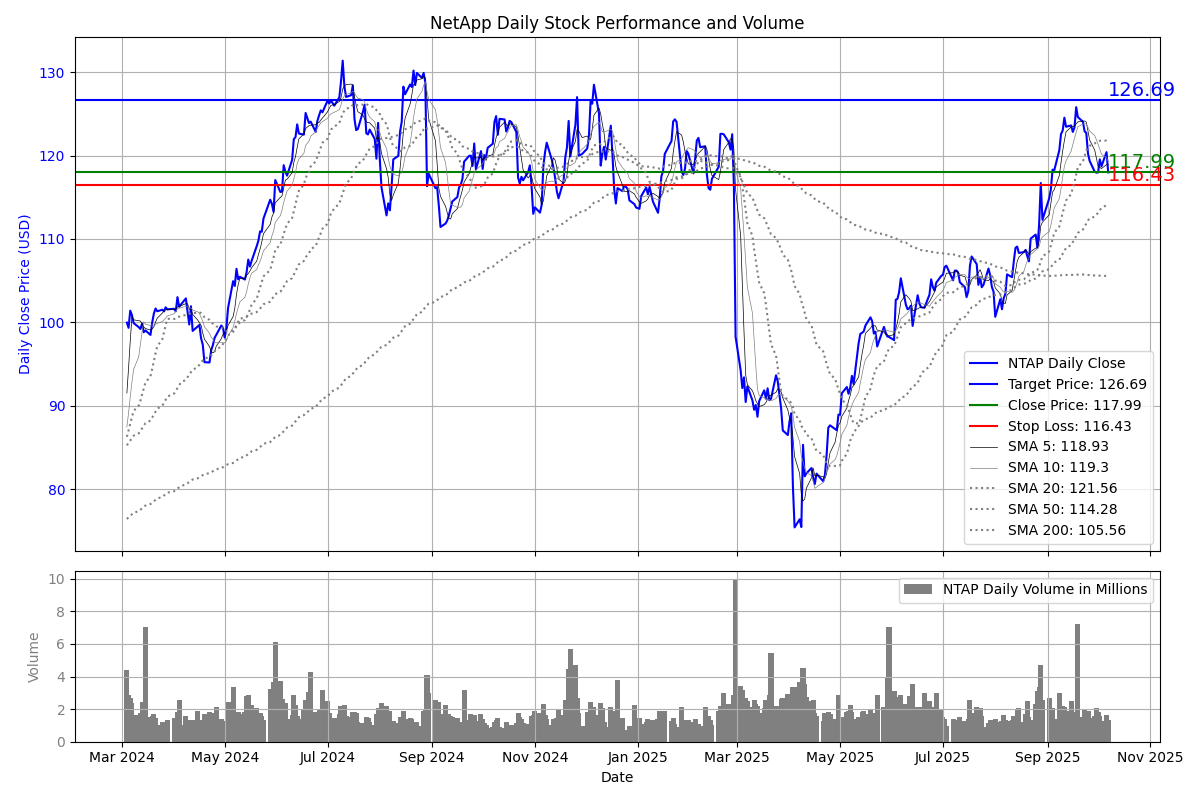 NetApp Daily Stock Performance and Volume
130
120
110
100
90
80
Daily Close Price (USD)
126.69
117.99
116.43
NTAP Daily Close
Target Price: 126.69
Close Price: 117.99
Stop Loss: 116.43
SMA 5: 118.93
SMA 10: 119.3
SMA 20: 121.56
SMA 50: 114.28
SMA 200: 105.56
10
8
6
4
2
0
Volume
NTAP Daily Volume in Millions
Mar 2024 May 2024 Jul 2024 Sep 2024 Nov 2024 Jan 2025 Mar 2025 May 2025 Jul 2025 Sep 2025 Nov 2025
Date